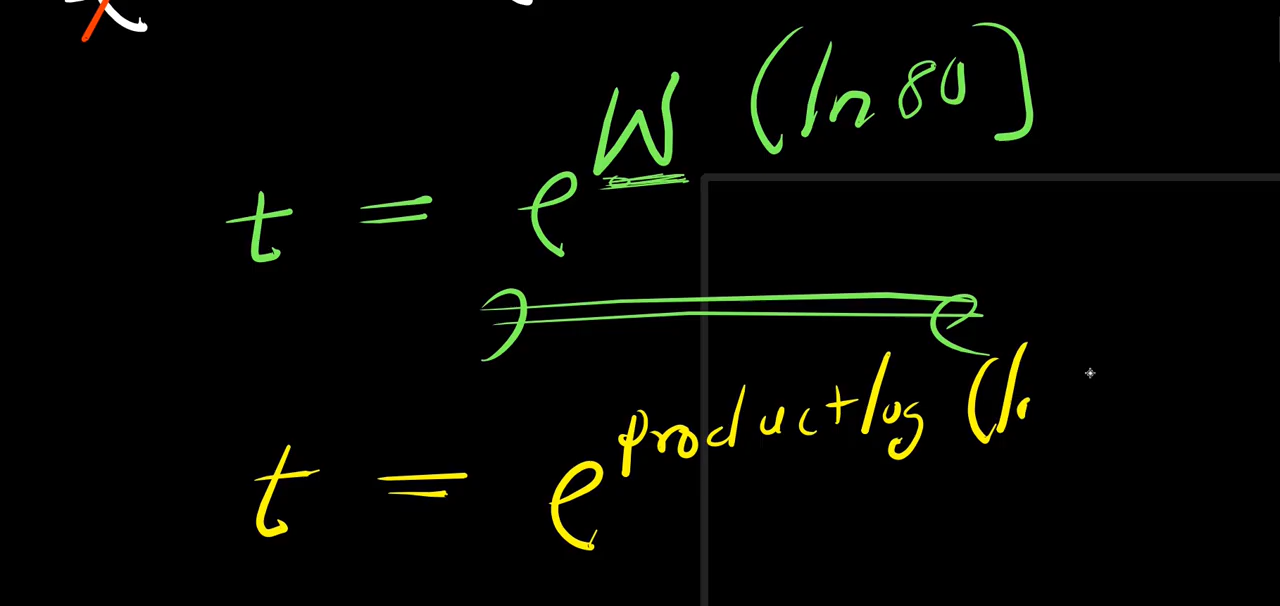 t = e^W (ln 80)
t = e^productlog (l